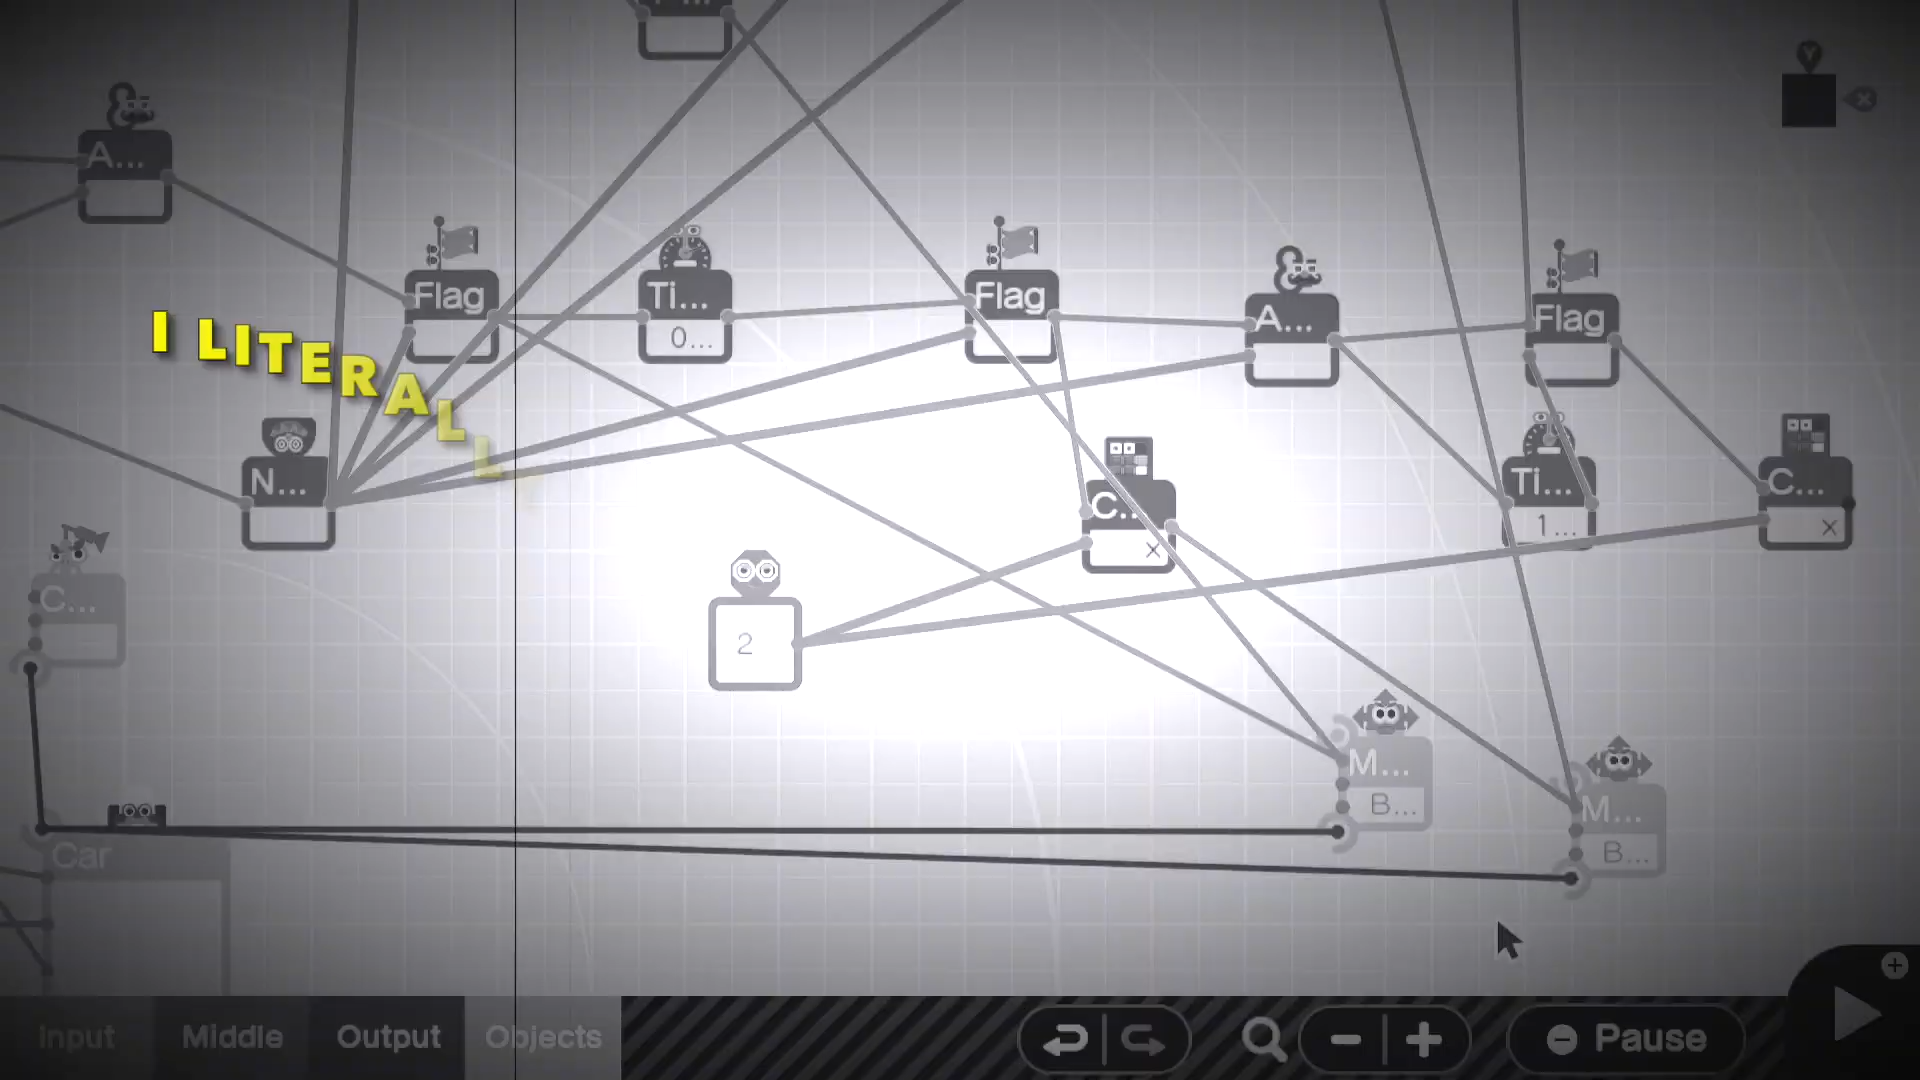 Y
X
A...
Flag
Ti...
0...
Flag
A...
Flag
I LITERALL
N...
C...
×
Ti...
1...
C...
×
C...
2
M...
B...
M...
B...
Car
Input
Middle
Output
Objects
Pause